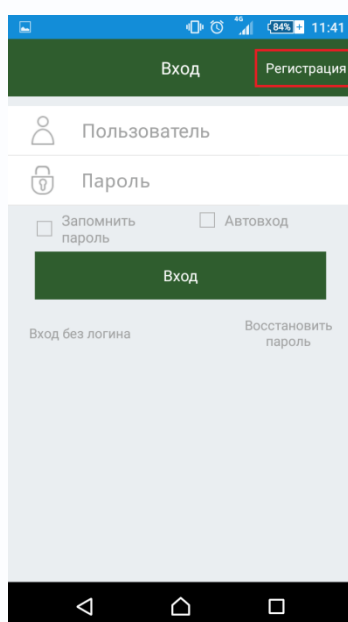 4G 84% 11:41
Вход Регистрация
Пользователь
Пароль
Запомнить Автовход
пароль
Вход
Вход без логина Восстановить
пароль